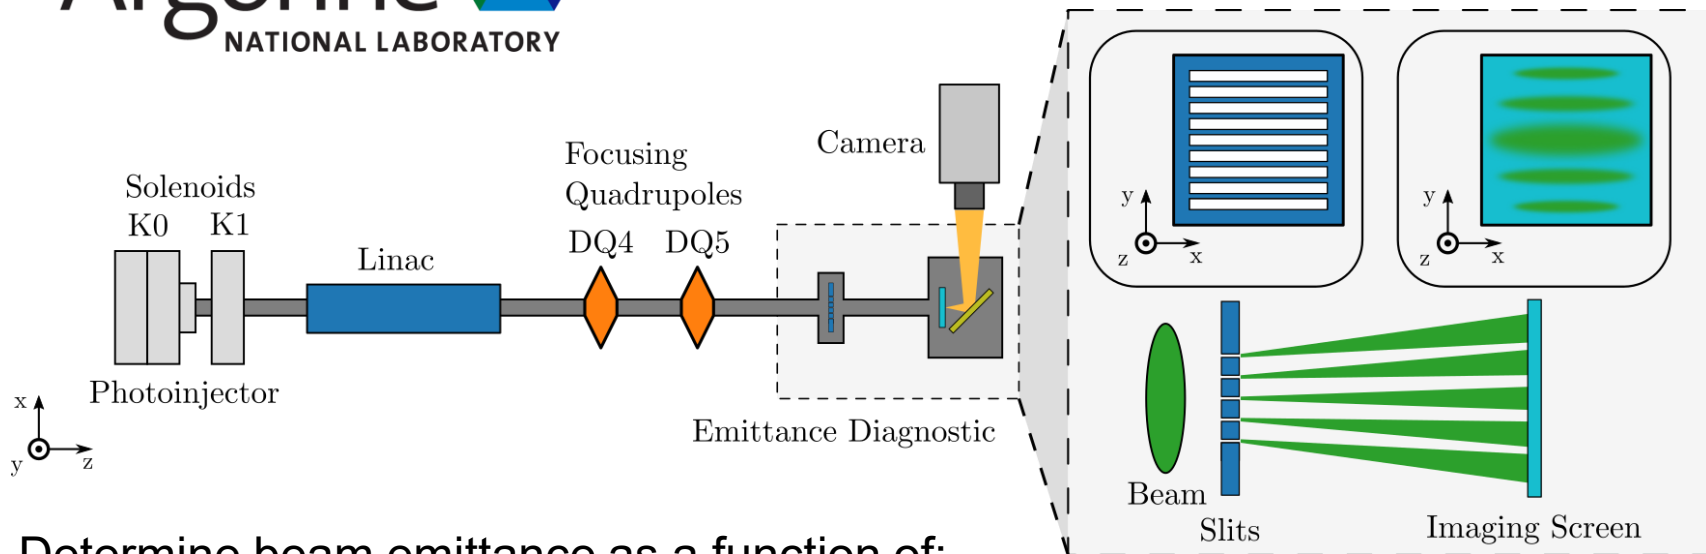 Argonne
NATIONAL LABORATORY
Solenoids
K0 K1
Photoinjector
Linac
Focusing
Quadrupoles
DQ4 DQ5
Camera
Emittance Diagnostic
x
y
z
y
z
x
y
z
x
Beam
Slits
Imaging Screen
Determine beam emittance as a function of: